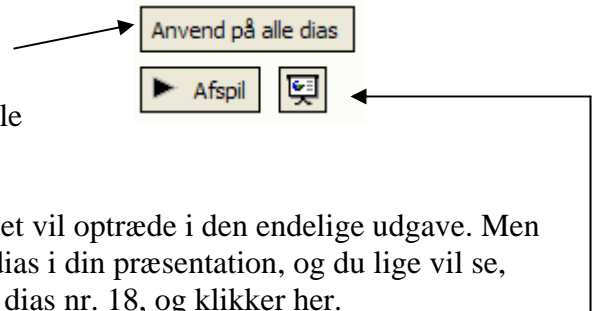 Anvend på alle dias
Afspil
le
et vil optræde i den endelige udgave. Men
dias i din præsentation, og du lige vil se,
dias nr. 18, og klikker her.